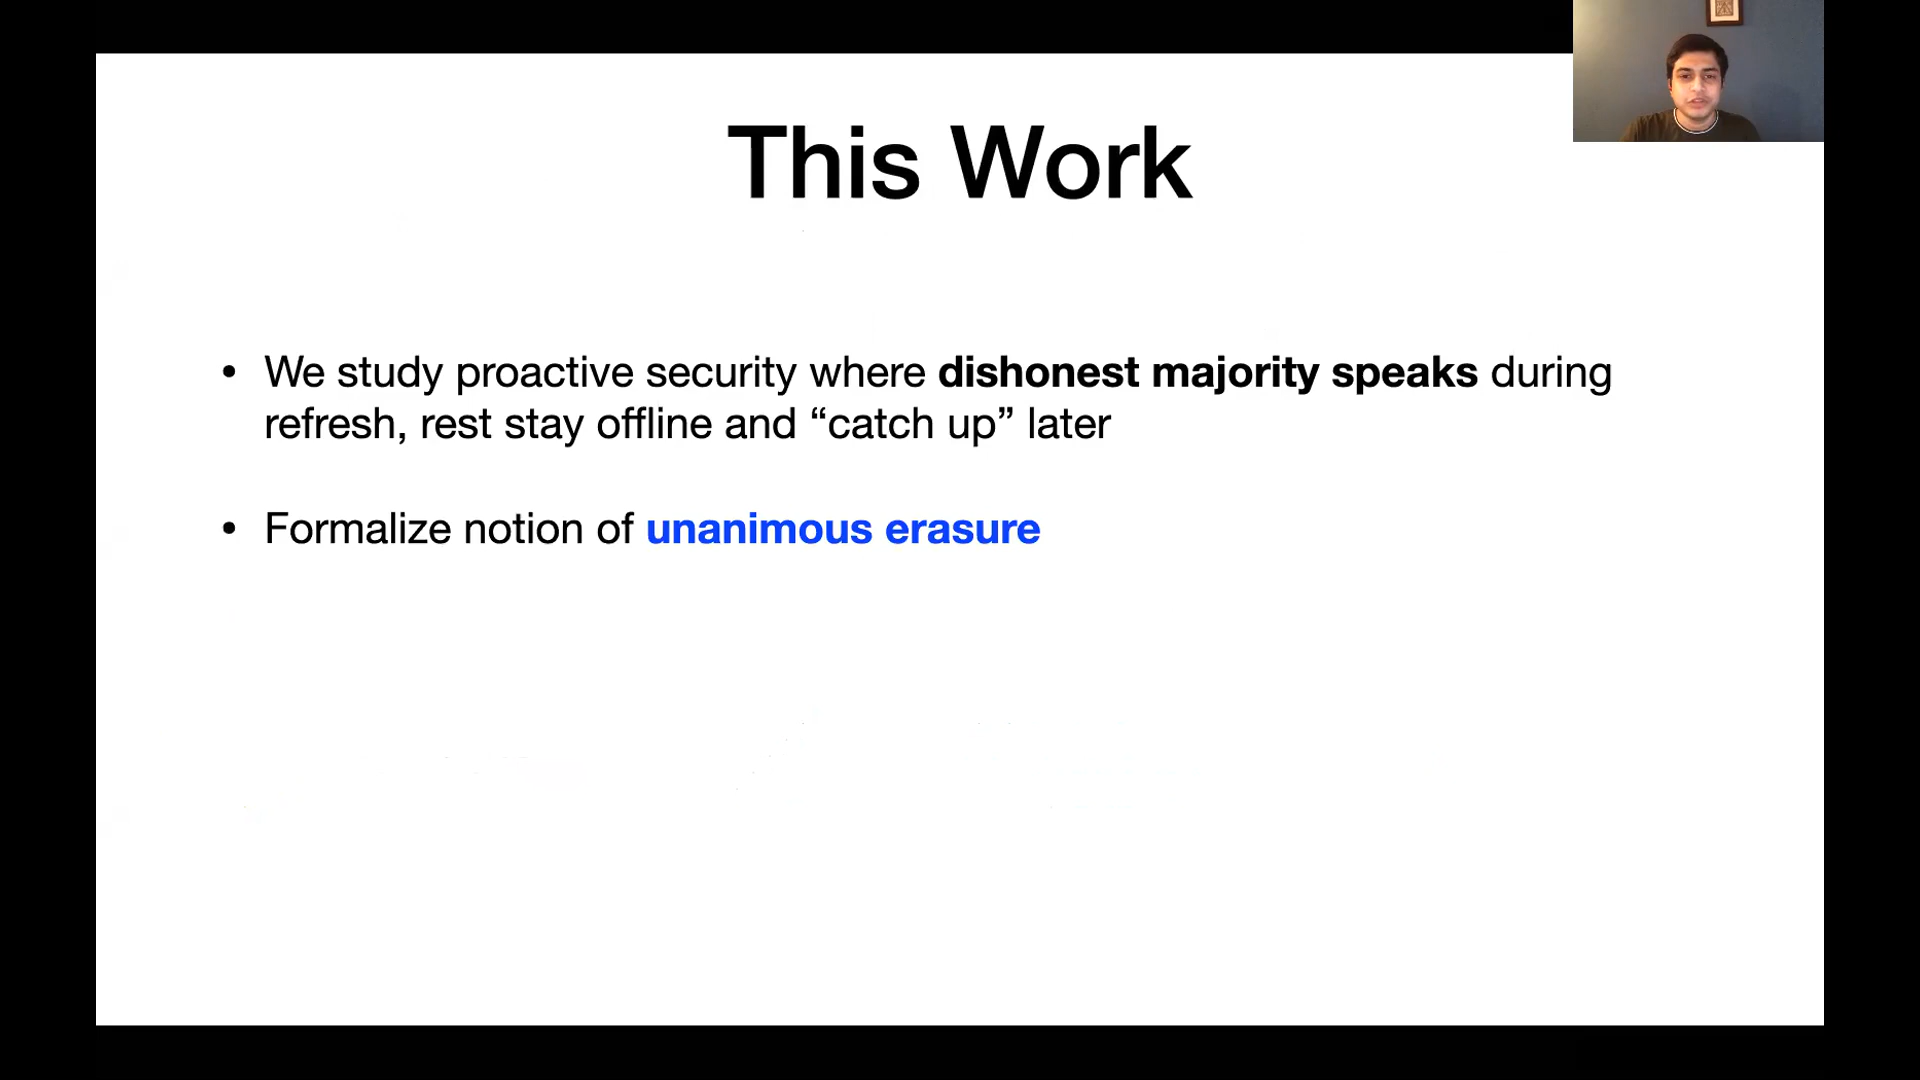 This Work
• We study proactive security where dishonest majority speaks during
refresh, rest stay offline and “catch up” later
• Formalize notion of unanimous erasure